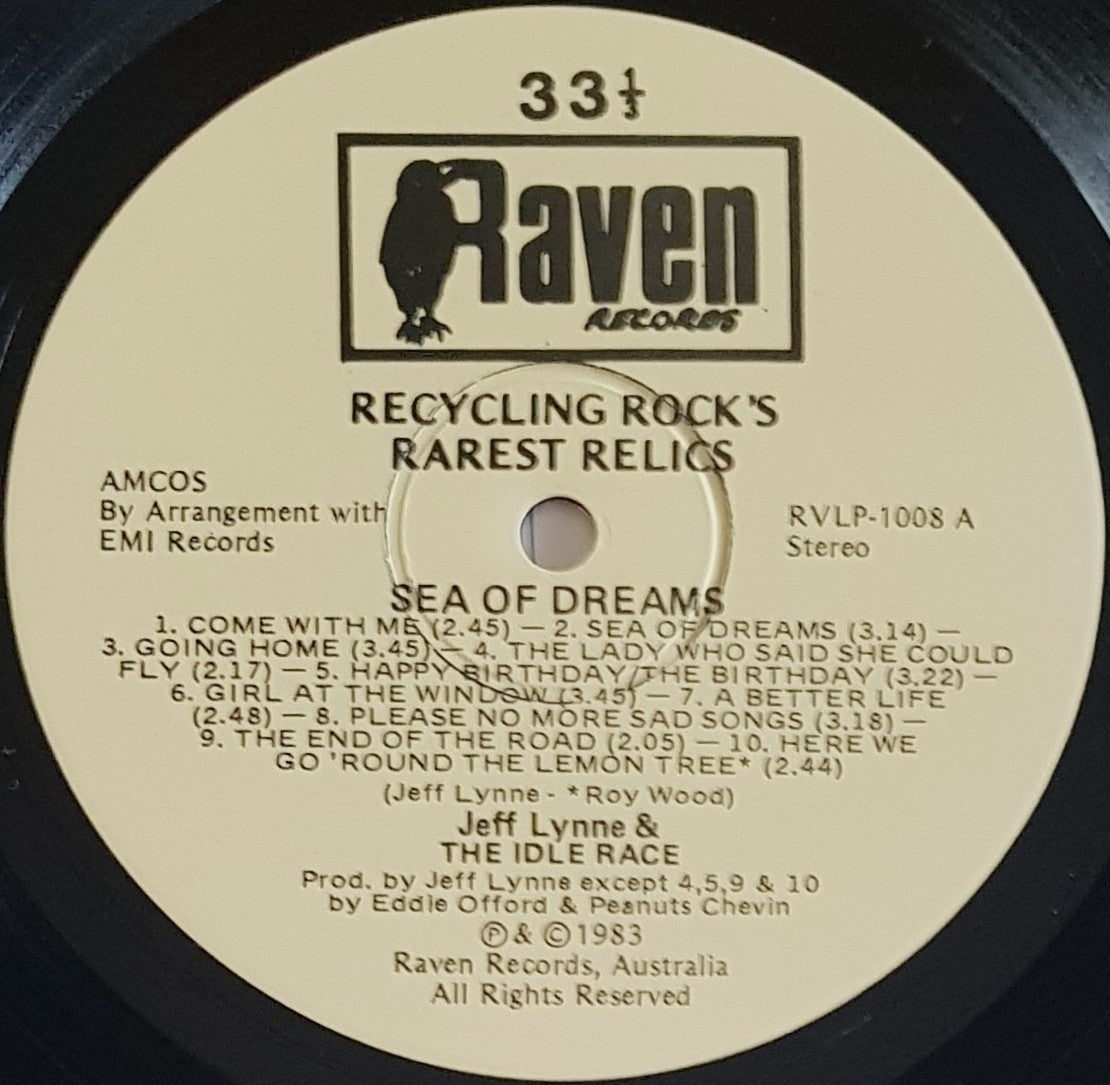 33⅓
Raven
RECORDS
RECYCLING ROCK'S
RAREST RELICS
AMCOS
By Arrangement with
EMI Records
RVLP-1008 A
Stereo
SEA OF DREAMS
1. COME WITH ME (2.45) — 2. SEA OF DREAMS (3.14) —
3. GOING HOME (3.45) — 4. THE LADY WHO SAID SHE COULD
FLY (2.17) — 5. HAPPY BIRTHDAY/THE BIRTHDAY (3.22) —
6. GIRL AT THE WINDOW (3.45) — 7. A BETTER LIFE
(2.48) — 8. PLEASE NO MORE SAD SONGS (3.18) —
9. THE END OF THE ROAD (2.05) — 10. HERE WE
GO 'ROUND THE LEMON TREE* (2.44)
(Jeff Lynne - *Roy Wood)
Jeff Lynne &
THE IDLE RACE
Prod. by Jeff Lynne except 4,5,9 & 10
by Eddie Offord & Peanuts Chevin
Ⓟ & © 1983
Raven Records, Australia
All Rights Reserved